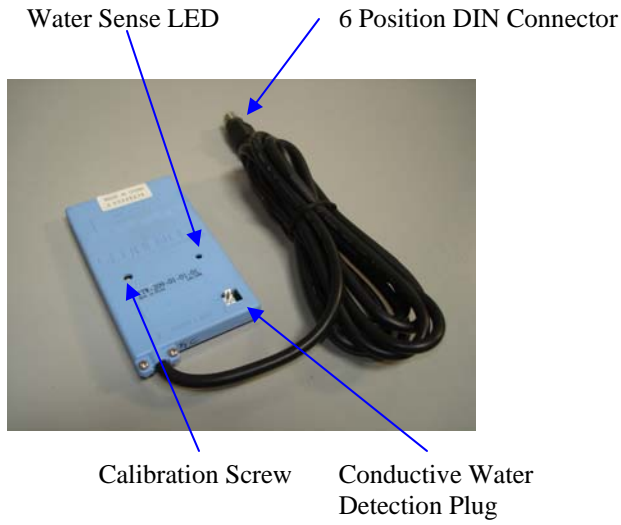 Water Sense LED
6 Position DIN Connector
Calibration Screw
Conductive Water
Detection Plug